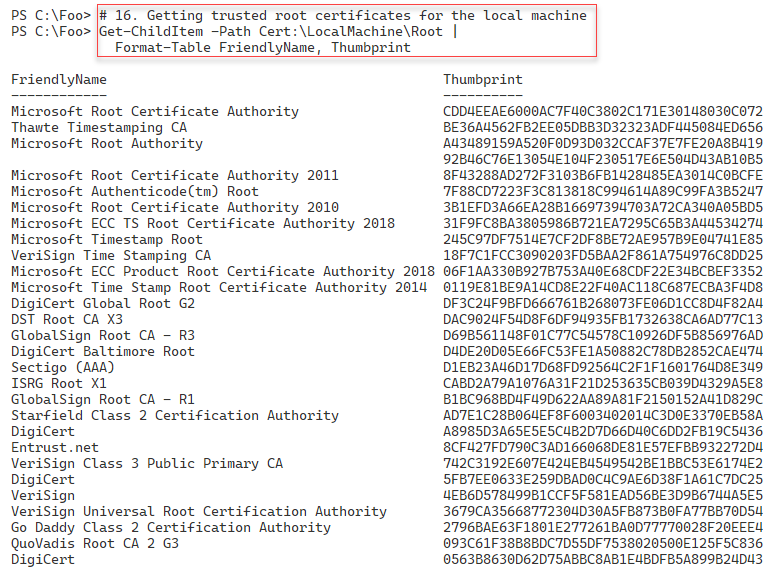 PS C:\Foo> # 16. Getting trusted root certificates for the local machine
PS C:\Foo> Get-ChildItem -Path Cert:\LocalMachine\Root |
Format-Table FriendlyName, Thumbprint
FriendlyName Thumbprint
------------ ----------
Microsoft Root Certificate Authority CDD4EEAE6000AC7F40C3802C171E30148030C072
Thawte Timestamping CA BE36A4562FB2EE05DBB3D32323ADF445084ED656
Microsoft Root Authority A43489159A520F0D93D032CCAF37E7FE20A8B419
92B46C76E13054E104F230517E6E504D43AB10B5
Microsoft Root Certificate Authority 2011 8F43288AD272F3103B6FB1428485EA3014C0BCFE
Microsoft Authenticode(tm) Root 7F88CD7223F3C813818C994614A89C99FA3B5247
Microsoft Root Certificate Authority 2010 3B1EFD3A66EA28B16697394703A72CA340A05BD5
Microsoft ECC TS Root Certificate Authority 2018 31F9FC8BA3805986B721EA7295C65B3A44534274
Microsoft Timestamp Root 245C97DF7514E7CF2DF8BE72AE957B9E04741E85
VeriSign Time Stamping CA 18F7C1FCC3090203FD5BAA2F861A754976C8DD25
Microsoft ECC Product Root Certificate Authority 2018 06F1AA330B927B753A40E68CDF22E34BCBEF3352
Microsoft Time Stamp Root Certificate Authority 2014 0119E81BE9A14CD8E22F40AC118C687ECBA3F4D8
DigiCert Global Root G2 DF3C24F9BFD666761B268073FE06D1CC8D4F82A4
DST Root CA X3 DAC9024F54D8F6DF94935FB1732638CA6AD77C13
GlobalSign Root CA - R3 D69B561148F01C77C54578C10926DF5B856976AD
DigiCert Baltimore Root D4DE20D05E66FC53FE1A50882C78DB2852CAE474
Sectigo (AAA) D1EB23A46D17D68FD92564C2F1F1601764D8E349
ISRG Root X1 CABD2A79A1076A31F21D253635CB039D4329A5E8
GlobalSign Root CA - R1 B1BC968BD4F49D622AA89A81F2150152A41D829C
Starfield Class 2 Certification Authority AD7E1C28B064EF8F6003402014C3D0E3370EB58A
DigiCert A8985D3A65E5E5C4B2D7D66D40C6DD2FB19C5436
Entrust.net 8CF427FD790C3AD166068DE81E57EFBB932272D4
VeriSign Class 3 Public Primary CA 742C3192E607E424EB4549542BE1BBC53E6174E2
DigiCert 5FB7EE0633E259DBAD0C4C9AE6D38F1A61C7DC25
VeriSign 4EB6D578499B1CCF5F581EAD56BE3D9B6744A5E5
VeriSign Universal Root Certification Authority 3679CA35668772304D30A5FB873B0FA77BB70D54
Go Daddy Class 2 Certification Authority 2796BAE63F1801E277261BA0D77770028F20EEE4
QuoVadis Root CA 2 G3 093C61F38B8BDC7D55DF7538020500E125F5C836
DigiCert 0563B8630D62D75ABBC8AB1E4BDFB5A899B24D43